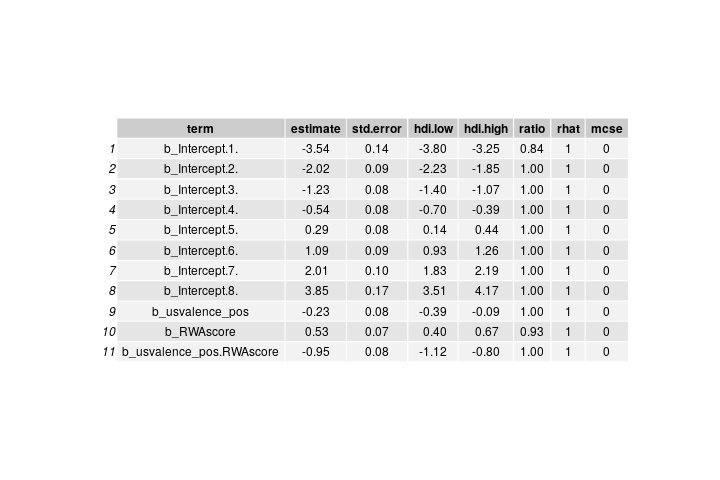 term estimate std.error hdi.low hdi.high ratio rhat mcse
1 b_Intercept.1. -3.54 0.14 -3.80 -3.25 0.84 1 0
2 b_Intercept.2. -2.02 0.09 -2.23 -1.85 1.00 1 0
3 b_Intercept.3. -1.23 0.08 -1.40 -1.07 1.00 1 0
4 b_Intercept.4. -0.54 0.08 -0.70 -0.39 1.00 1 0
5 b_Intercept.5. 0.29 0.08 0.14 0.44 1.00 1 0
6 b_Intercept.6. 1.09 0.09 0.93 1.26 1.00 1 0
7 b_Intercept.7. 2.01 0.10 1.83 2.19 1.00 1 0
8 b_Intercept.8. 3.85 0.17 3.51 4.17 1.00 1 0
9 b_usvalence_pos -0.23 0.08 -0.39 -0.09 1.00 1 0
10 b_RWAscore 0.53 0.07 0.40 0.67 0.93 1 0
11 b_usvalence_pos.RWAscore -0.95 0.08 -1.12 -0.80 1.00 1 0